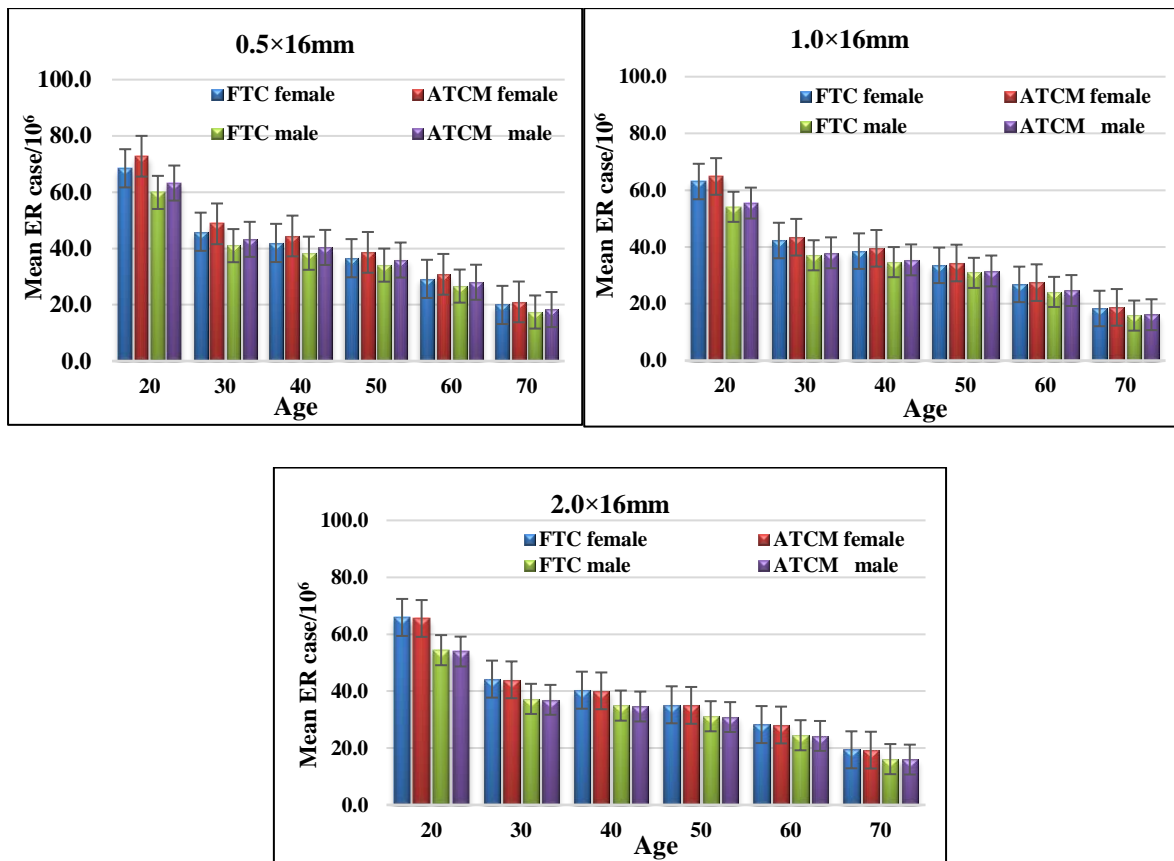 0.5×16mm
Mean ER case/10⁶
100.0
80.0
60.0
40.0
20.0
0.0
FTC female
ATCM female
FTC male
ATCM male
20 30 40 50 60 70
Age
1.0×16mm
Mean ER case/10⁶
100.0
80.0
60.0
40.0
20.0
0.0
FTC female
ATCM female
FTC male
ATCM male
20 30 40 50 60 70
Age
2.0×16mm
Mean ER case/10⁶
100.0
80.0
60.0
40.0
20.0
0.0
FTC female
ATCM female
FTC male
ATCM male
20 30 40 50 60 70
Age